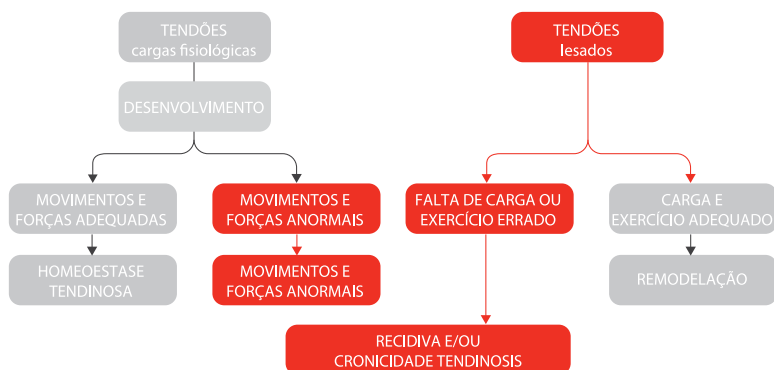 TENDÕES
cargas fisiológicas
TENDÕES
lesados
DESENVOLVIMENTO
MOVIMENTOS E
FORÇAS ADEQUADAS
MOVIMENTOS E
FORÇAS ANORMAIS
FALTA DE CARGA OU
EXERCÍCIO ERRADO
CARGA E
EXERCÍCIO ADEQUADO
HOMEOESTASE
TENDINOSA
MOVIMENTOS E
FORÇAS ANORMAIS
REMODELAÇÃO
RECIDIVA E/OU
CRONICIDADE TENDINOSIS